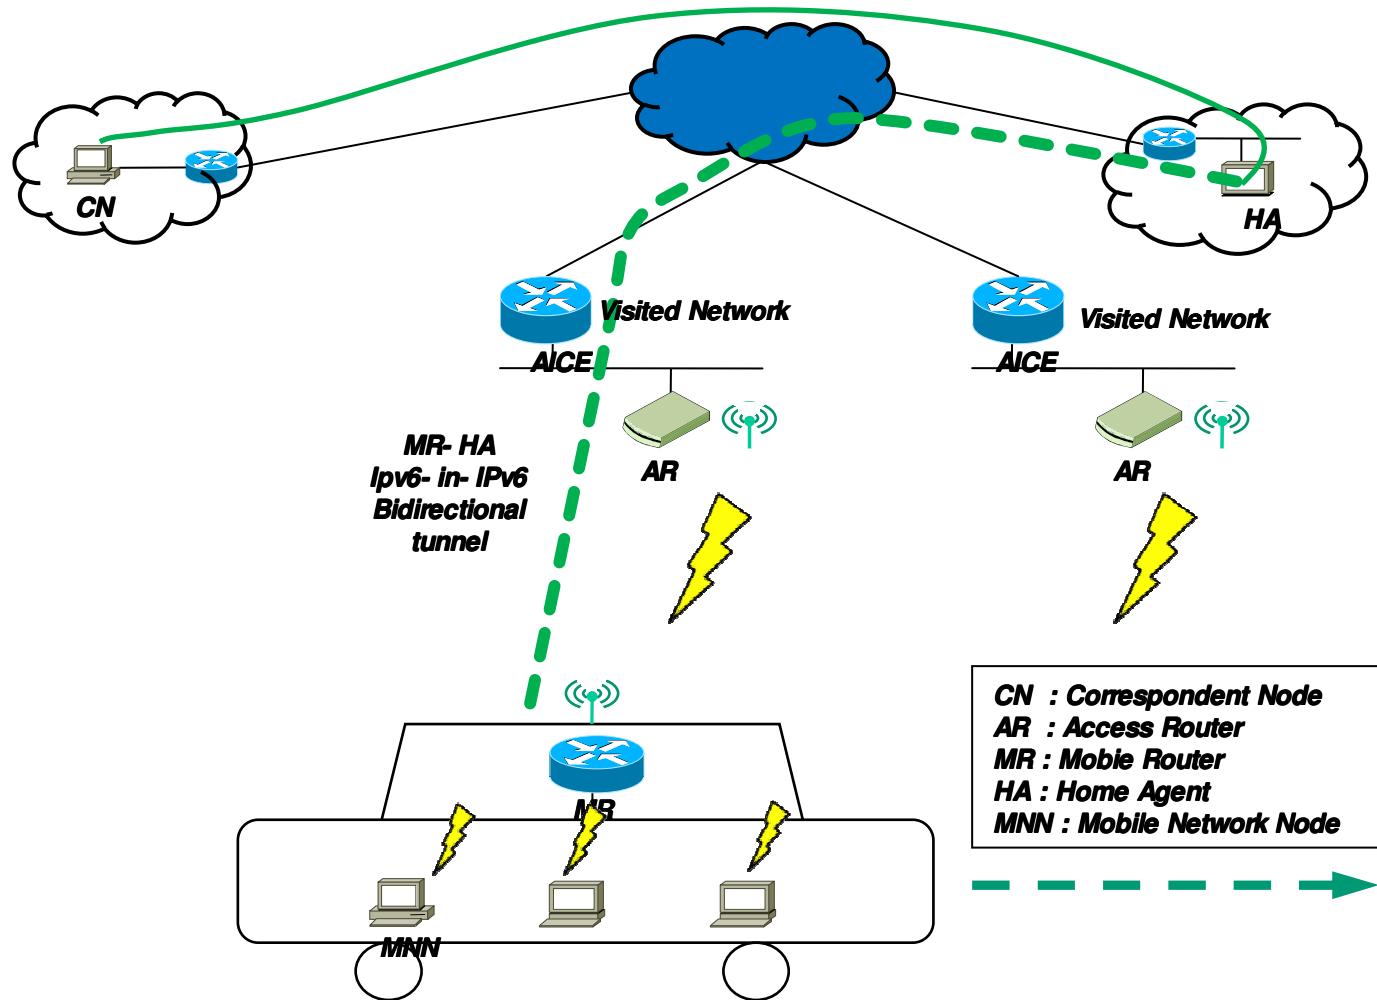 CN
HA
Visited Network
Visited Network
AICE
AICE
MR- HA
Ipv6- in- IPv6
Bidirectional
tunnel
AR
AR
CN : Correspondent Node
AR : Access Router
MR : Mobie Router
HA : Home Agent
MNN : Mobile Network Node
MR
MNN